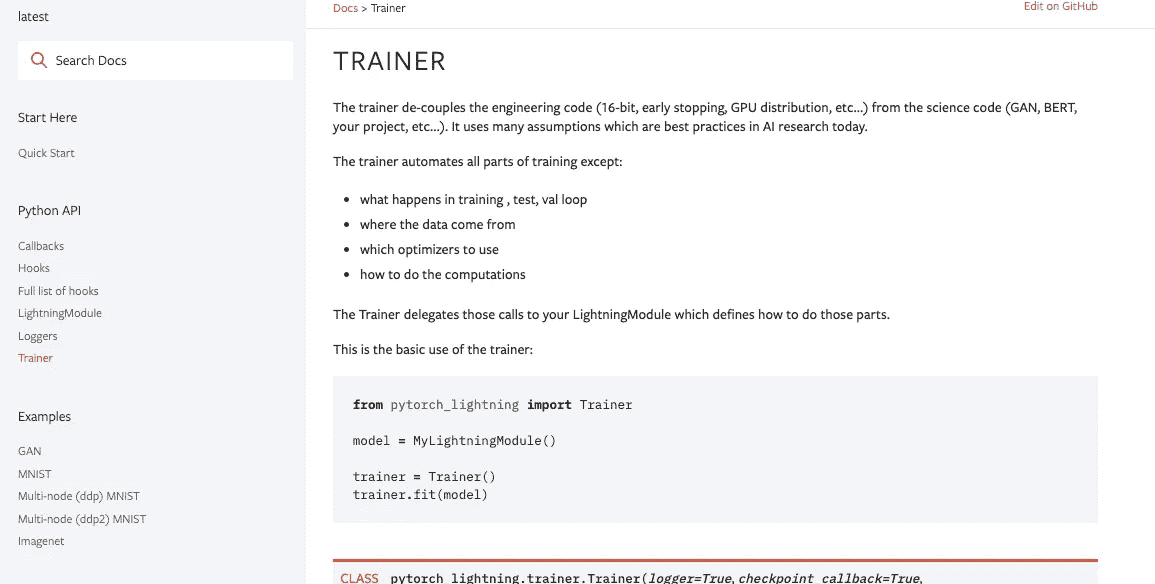 latest
Search Docs
Start Here
Quick Start
Python API
Callbacks
Hooks
Full list of hooks
LightningModule
Loggers
Trainer
Examples
GAN
MNIST
Multi-node (ddp) MNIST
Multi-node (ddp2) MNIST
Imagenet
Docs > Trainer
Edit on GitHub
TRAINER
The trainer de-couples the engineering code (16-bit, early stopping, GPU distribution, etc...) from the science code (GAN, BERT,
your project, etc...). It uses many assumptions which are best practices in AI research today.
The trainer automates all parts of training except:
• what happens in training , test, val loop
• where the data come from
• which optimizers to use
• how to do the computations
The Trainer delegates those calls to your LightningModule which defines how to do those parts.
This is the basic use of the trainer:
from pytorch_lightning import Trainer
model = MyLightningModule()
trainer = Trainer()
trainer.fit(model)
CLASS pytorch_lightning.trainer.Trainer(logger=True, checkpoint_callback=True,